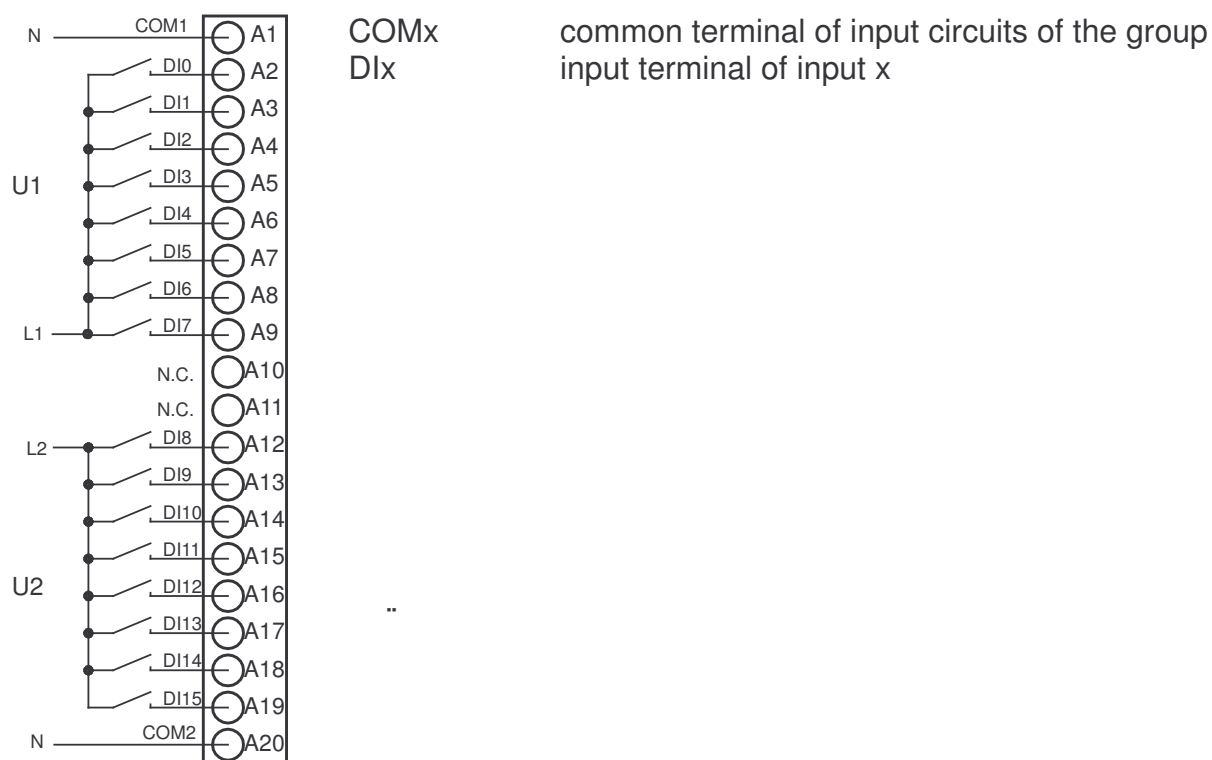 N COM1 A1 COMx common terminal of input circuits of the group
DI0 A2 DIx input terminal of input x
DI1 A3
DI2 A4
U1 DI3 A5
DI4 A6
DI5 A7
DI6 A8
L1 DI7 A9
N.C. A10
N.C. A11
L2 DI8 A12
DI9 A13
DI10 A14
DI11 A15
U2 DI12 A16
DI13 A17
DI14 A18
DI15 A19
N COM2 A20